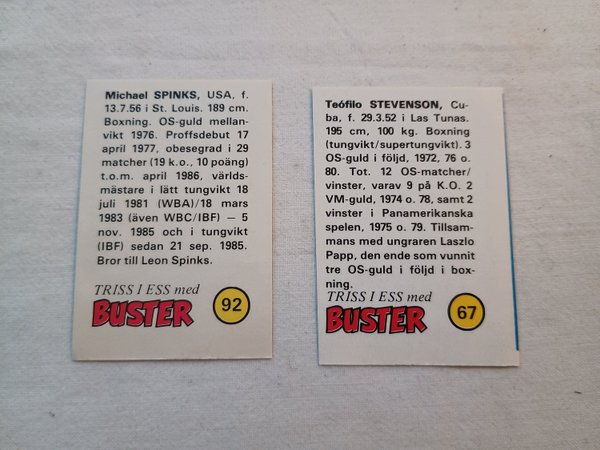 Michael SPINKS, USA, f.
13.7.56 i St. Louis. 189 cm.
Boxning. OS-guld mellan-
vikt 1976. Proffsdebut 17
april 1977, obesegrad i 29
matcher (19 k.o., 10 poäng)
t.o.m. april 1986, världs-
mästare i lätt tungvikt 18
juli 1981 (WBA)/18 mars
1983 (även WBC/IBF) — 5
nov. 1985 och i tungvikt
(IBF) sedan 21 sep. 1985.
Bror till Leon Spinks.
TRISS I ESS med
BUSTER
92
Teófilo STEVENSON, Cu-
ba, f. 29.3.52 i Las Tunas.
195 cm, 100 kg. Boxning
(tungvikt/supertungvikt). 3
OS-guld i följd, 1972, 76 o.
80. Tot. 12 OS-matcher/
vinster, varav 9 på K.O. 2
VM-guld, 1974 o. 78, samt 2
vinster i Panamerikanska
spelen, 1975 o. 79. Tillsam-
mans med ungraren Laszlo
Papp, den ende som vunnit
tre OS-guld i följd i box-
ning.
TRISS I ESS med
BUSTER
67